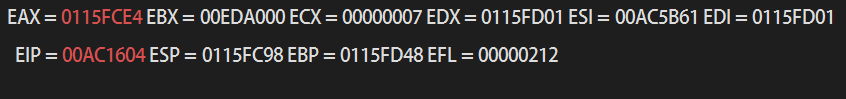 EAX = 0115FCE4 EBX = 00EDA000 ECX = 00000007 EDX = 0115FD01 ESI = 00AC5B61 EDI = 0115FD01
EIP = 00AC1604 ESP = 0115FC98 EBP = 0115FD48 EFL = 00000212